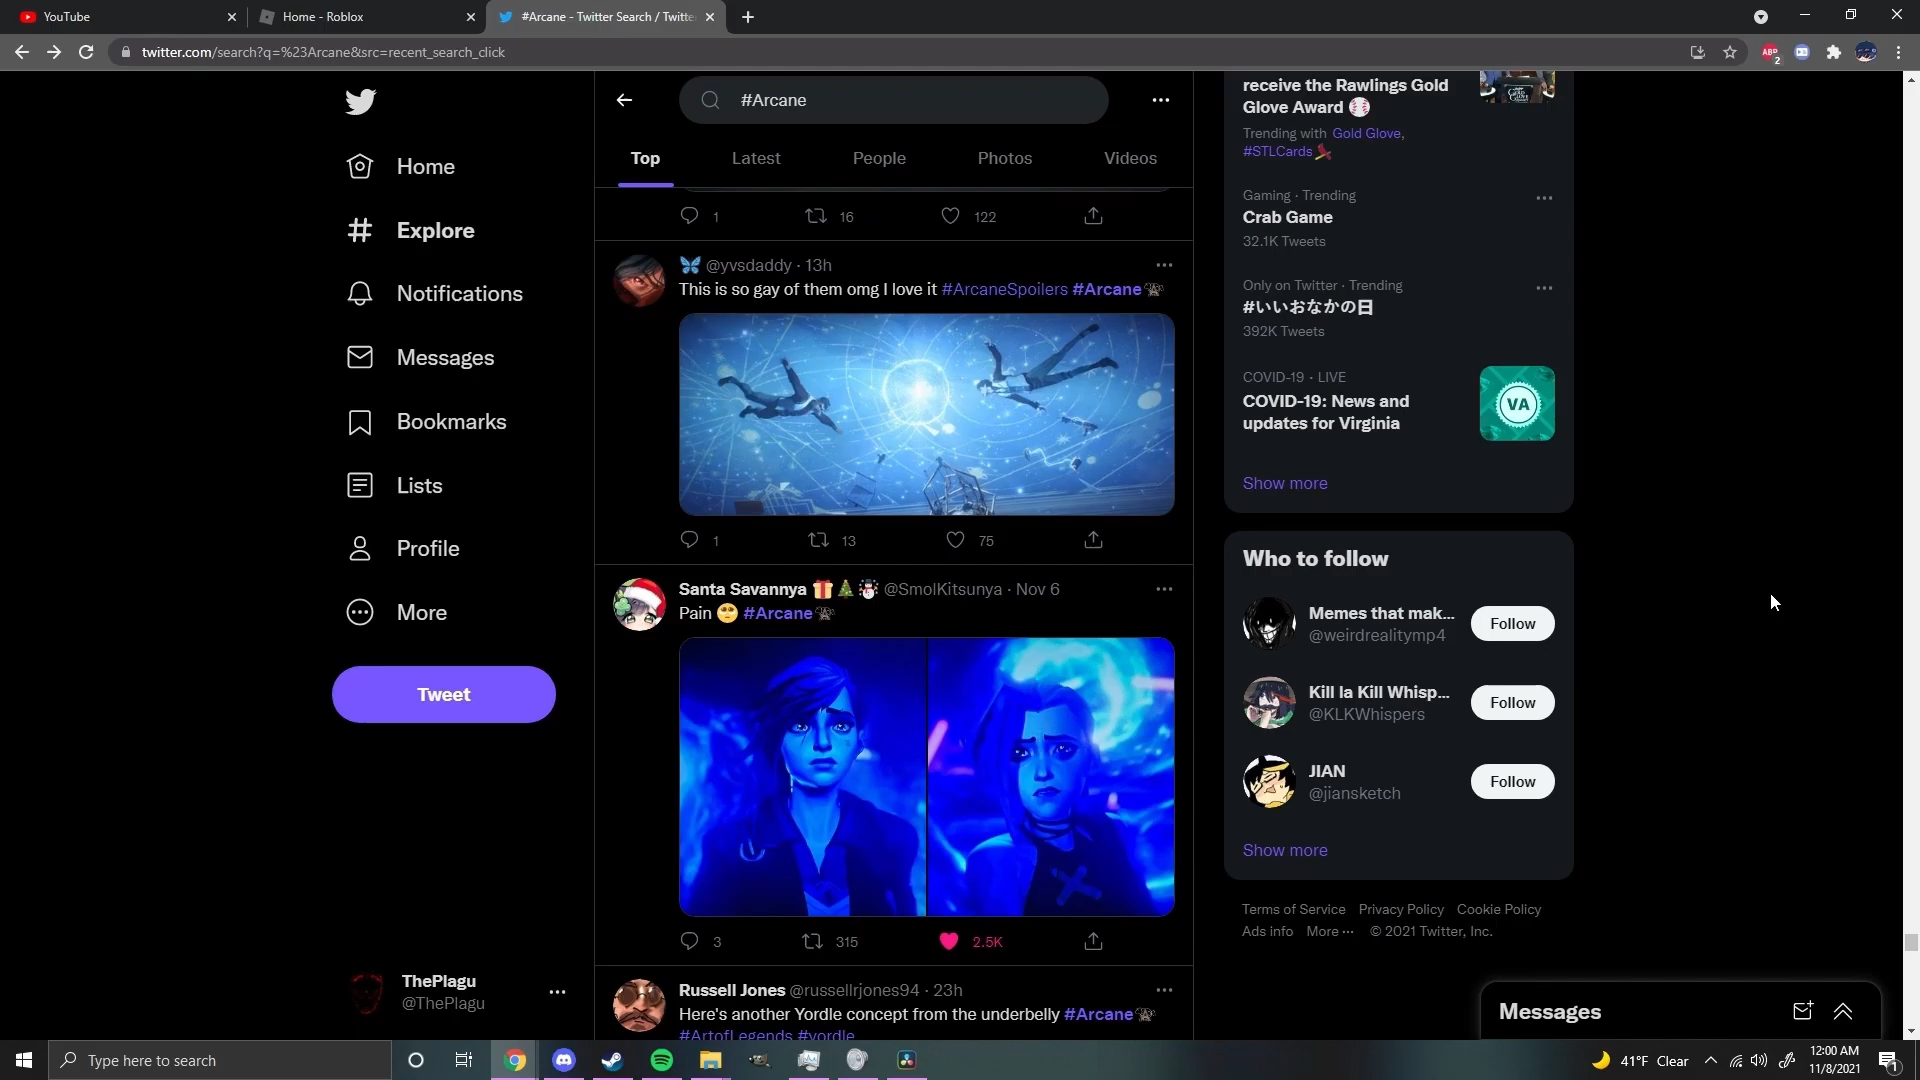 YouTube
Home - Roblox
#Arcane - Twitter Search / Twitte
twitter.com/search?q=%23Arcane&src=recent_search_click
ABP
2
Home
Explore
Notifications
Messages
Bookmarks
Lists
Profile
More
Tweet
ThePlagu
@ThePlagu
#Arcane
Top
Latest
People
Photos
Videos
1
16
122
@yvsdaddy · 13h
This is so gay of them omg I love it #ArcaneSpoilers #Arcane
1
13
75
Santa Savannya @SmolKitsunya · Nov 6
Pain #Arcane
3
315
2.5K
Russell Jones @russellrjones94 · 23h
Here's another Yordle concept from the underbelly #Arcane
#ArtofLegends #yordle
receive the Rawlings Gold
Glove Award
Trending with Gold Glove,
#STLCards
Gaming · Trending
Crab Game
32.1K Tweets
Only on Twitter · Trending
#いいおなかの日
392K Tweets
COVID-19 · LIVE
COVID-19: News and
updates for Virginia
VA
Show more
Who to follow
Memes that mak...
@weirdrealitymp4
Follow
Kill la Kill Whisp...
@KLKWhispers
Follow
JIAN
@jiansketch
Follow
Show more
Terms of Service Privacy Policy Cookie Policy
Ads info More ··· © 2021 Twitter, Inc.
Messages
Type here to search
41°F Clear
12:00 AM
11/8/2021
1